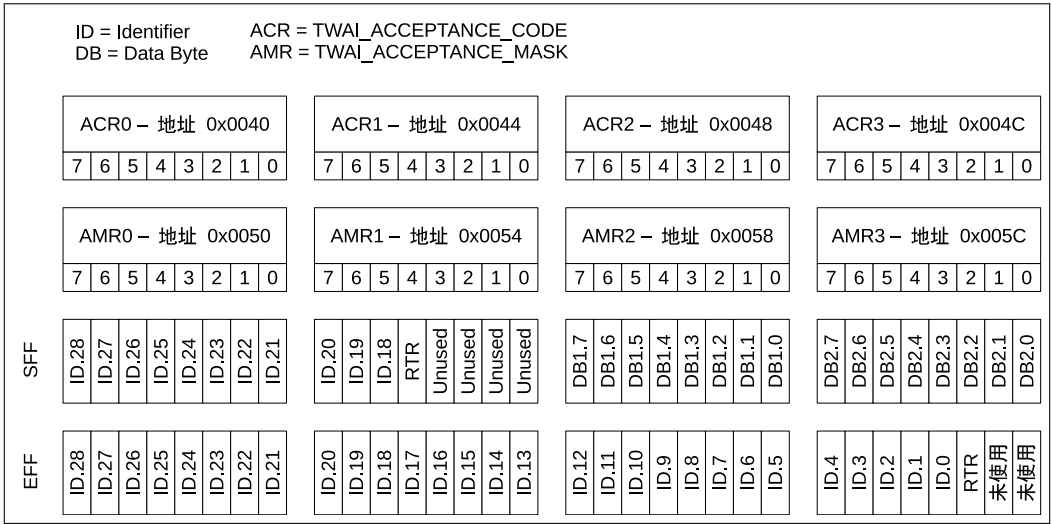 ID = Identifier ACR = TWAI_ACCEPTANCE_CODE
DB = Data Byte AMR = TWAI_ACCEPTANCE_MASK
ACR0 – 地址 0x0040 ACR1 – 地址 0x0044 ACR2 – 地址 0x0048 ACR3 – 地址 0x004C
7 6 5 4 3 2 1 0 7 6 5 4 3 2 1 0 7 6 5 4 3 2 1 0 7 6 5 4 3 2 1 0
AMR0 – 地址 0x0050 AMR1 – 地址 0x0054 AMR2 – 地址 0x0058 AMR3 – 地址 0x005C
7 6 5 4 3 2 1 0 7 6 5 4 3 2 1 0 7 6 5 4 3 2 1 0 7 6 5 4 3 2 1 0
SFF ID.28 ID.27 ID.26 ID.25 ID.24 ID.23 ID.22 ID.21 ID.20 ID.19 ID.18 RTR Unused Unused Unused Unused DB1.7 DB1.6 DB1.5 DB1.4 DB1.3 DB1.2 DB1.1 DB1.0 DB2.7 DB2.6 DB2.5 DB2.4 DB2.3 DB2.2 DB2.1 DB2.0
EFF ID.28 ID.27 ID.26 ID.25 ID.24 ID.23 ID.22 ID.21 ID.20 ID.19 ID.18 ID.17 ID.16 ID.15 ID.14 ID.13 ID.12 ID.11 ID.10 ID.9 ID.8 ID.7 ID.6 ID.5 ID.4 ID.3 ID.2 ID.1 ID.0 RTR 未使用 未使用